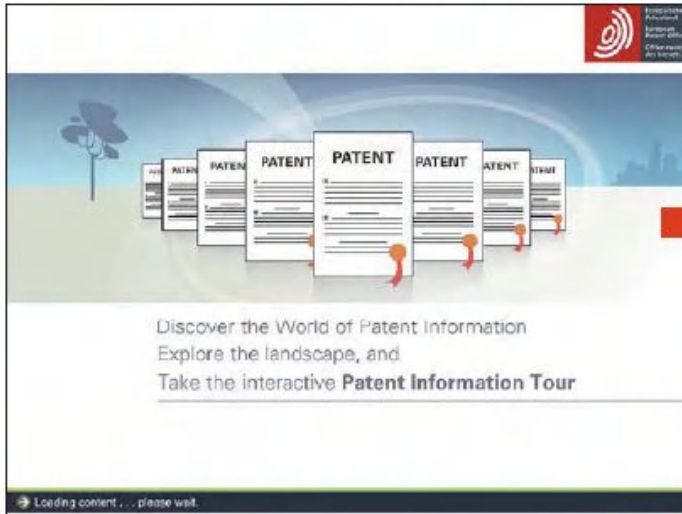 European
PATENT
PATENT
PATENT
PATENT
Discover the World of Patent Information
Explore the landscape, and
Take the interactive Patent Information Tour
Loading content . . . please wait.